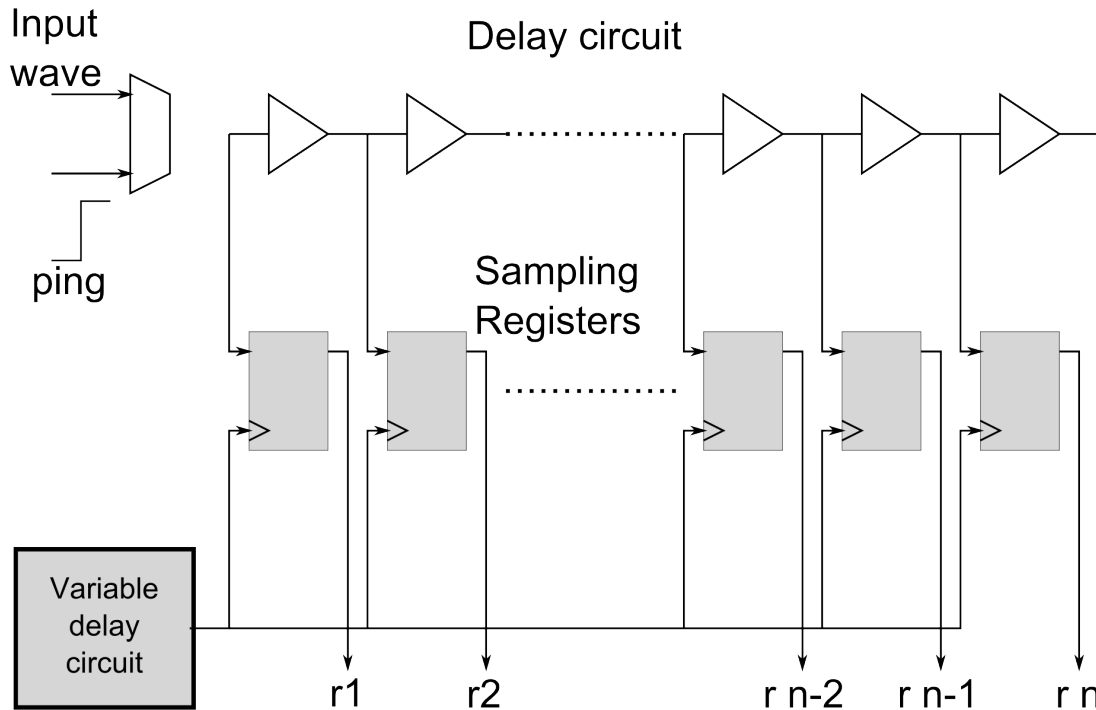 Input
wave
Delay circuit
ping
Sampling
Registers
Variable
delay
circuit
r1
r2
r n-2
r n-1
r n